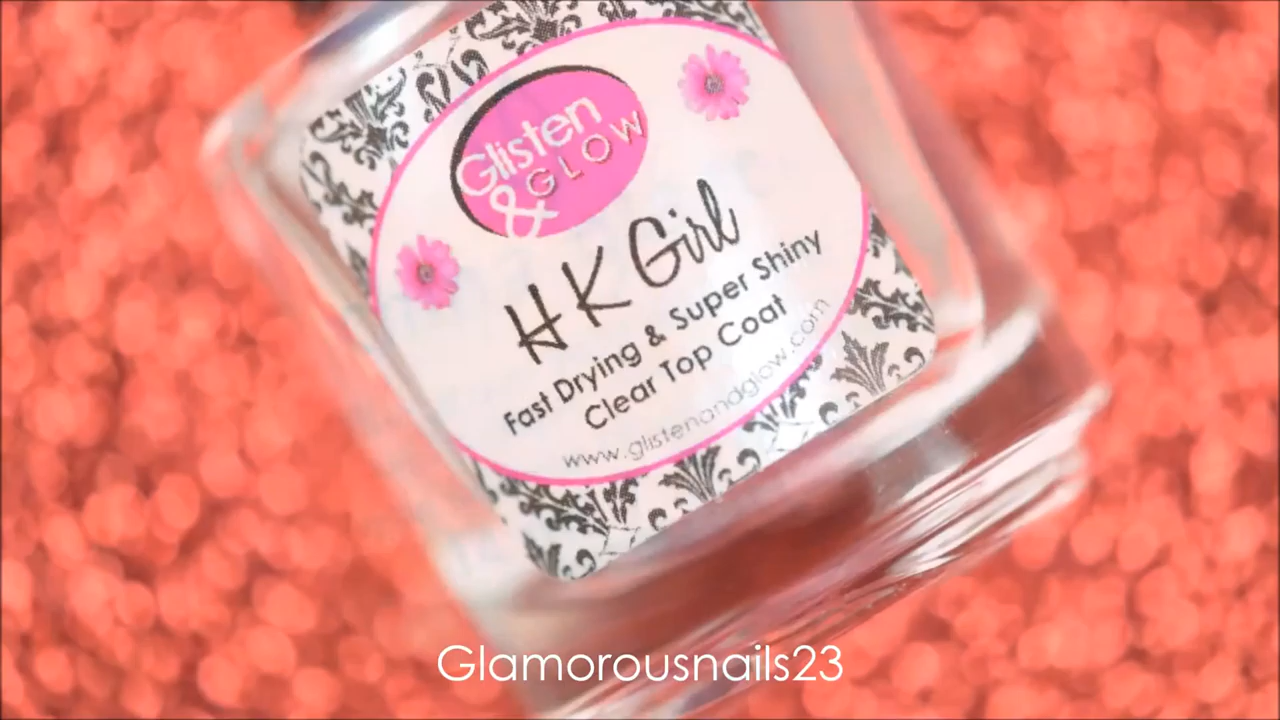 Glisten
& GLOW
HK Girl
Fast Drying & Super Shiny
Clear Top Coat
www.glistenandglow.com
Glamorousnails23